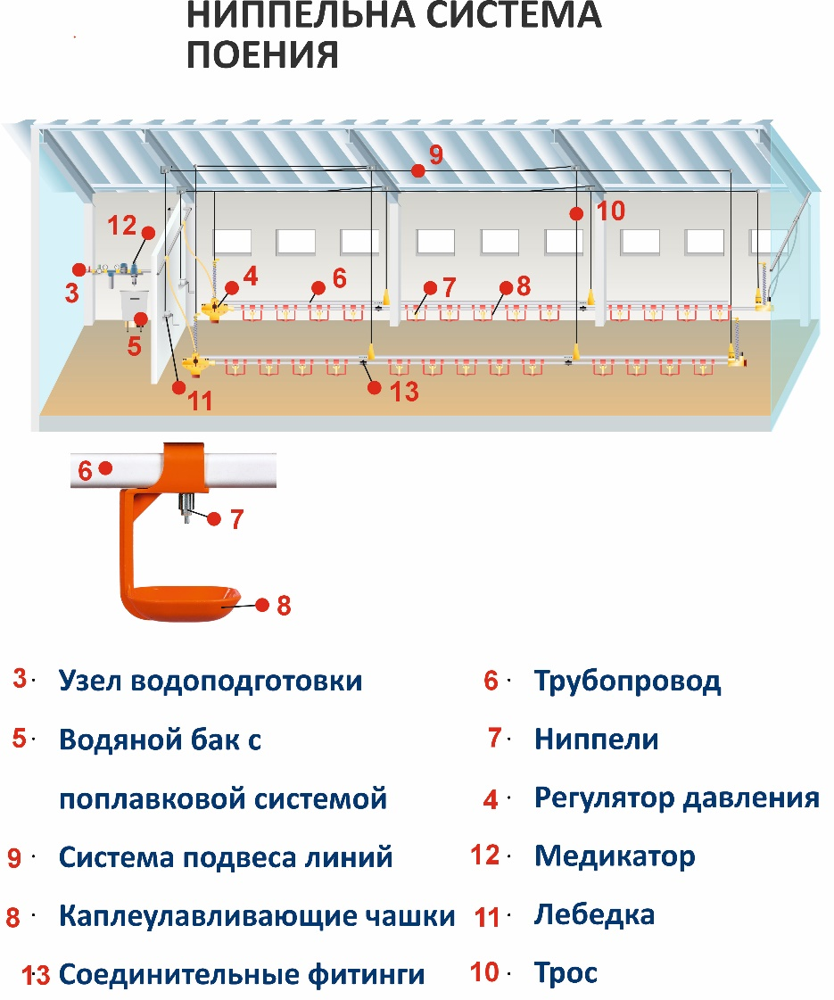 НИППЕЛЬНА СИСТЕМА
ПОЕНИЯ
9
10
12
3
4
6
7
8
5
11
13
6
7
8
3 · Узел водоподготовки
5 · Водяной бак с
поплавковой системой
9 · Система подвеса линий
8 · Каплеулавливающие чашки
13 · Соединительные фитинги
6 · Трубопровод
7 · Ниппели
4 · Регулятор давления
12 · Медикатор
11 · Лебедка
10 · Трос